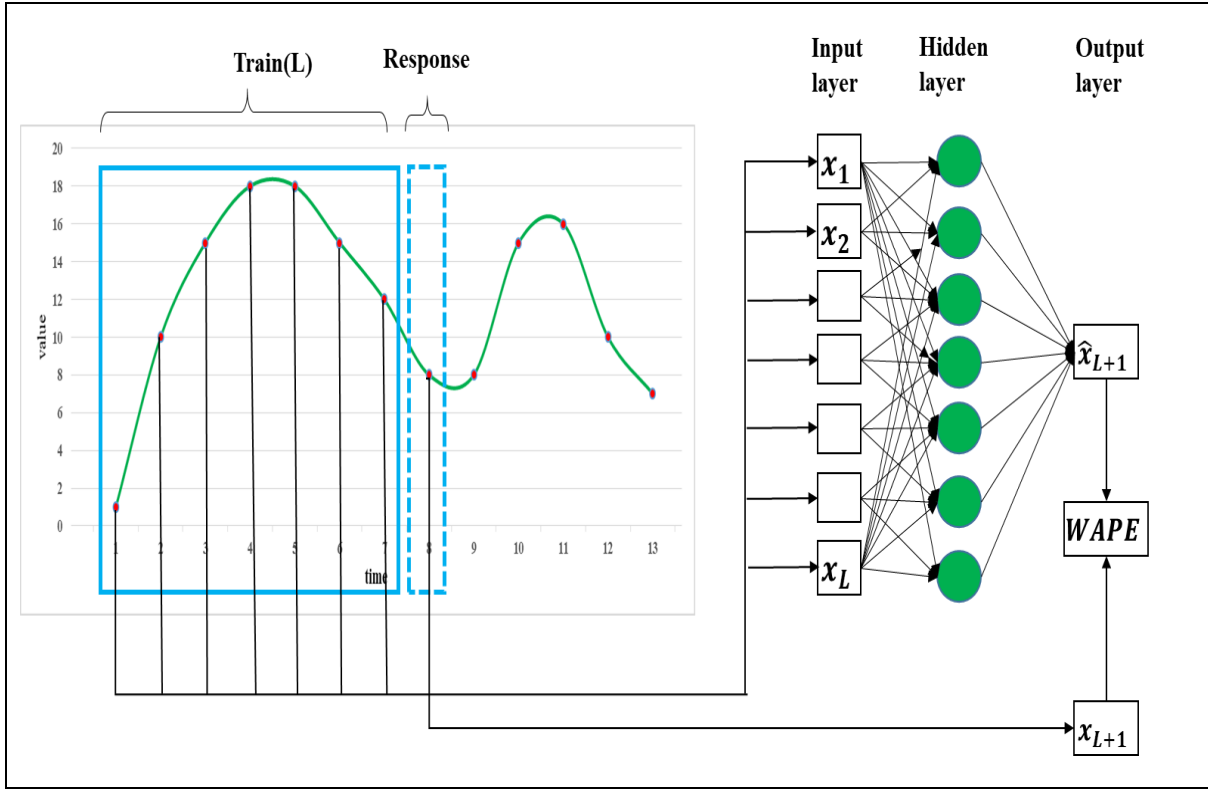 Train(L)
Response
Input layer
Hidden layer
Output layer
20
18
16
14
12
10
8
6
4
2
0
value
1 2 3 4 5 6 7 8 9 10 11 12 13
time
x₁
x₂
x_L
x̂_{L+1}
WAPE
x_{L+1}